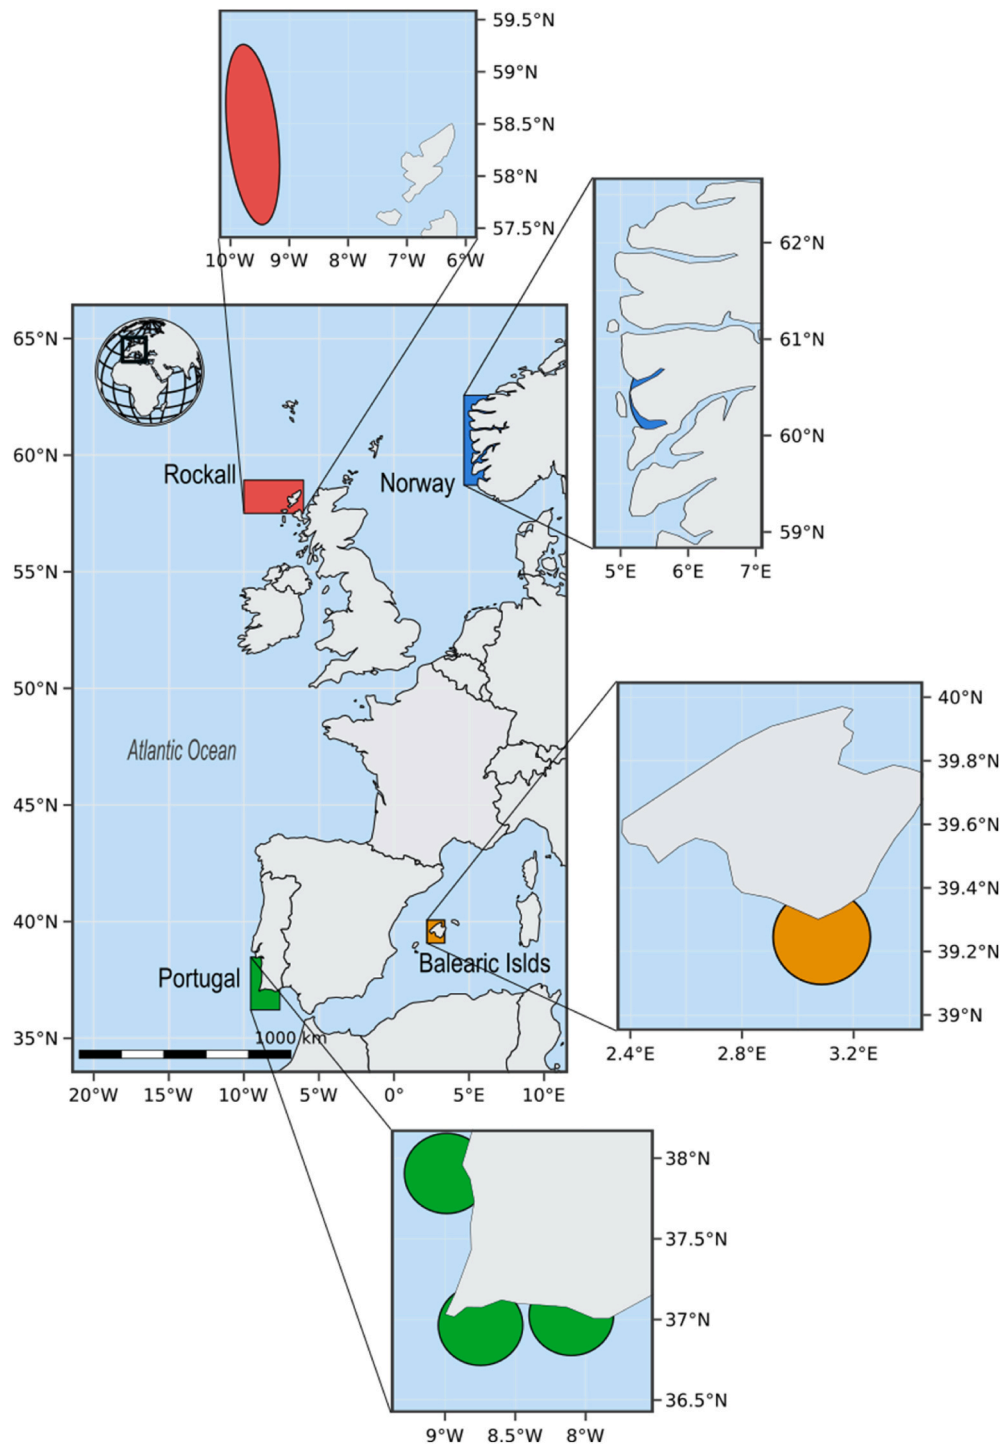 59.5°N
59°N
58.5°N
58°N
57.5°N
10°W 9°W 8°W 7°W 6°W
62°N
61°N
60°N
59°N
5°E 6°E 7°E
65°N
60°N
55°N
50°N
45°N
40°N
35°N
Rockall
Norway
Atlantic Ocean
Portugal
Balearic Islds
1000 km
20°W 15°W 10°W 5°W 0° 5°E 10°E
40°N
39.8°N
39.6°N
39.4°N
39.2°N
39°N
2.4°E 2.8°E 3.2°E
38°N
37.5°N
37°N
36.5°N
9°W 8.5°W 8°W